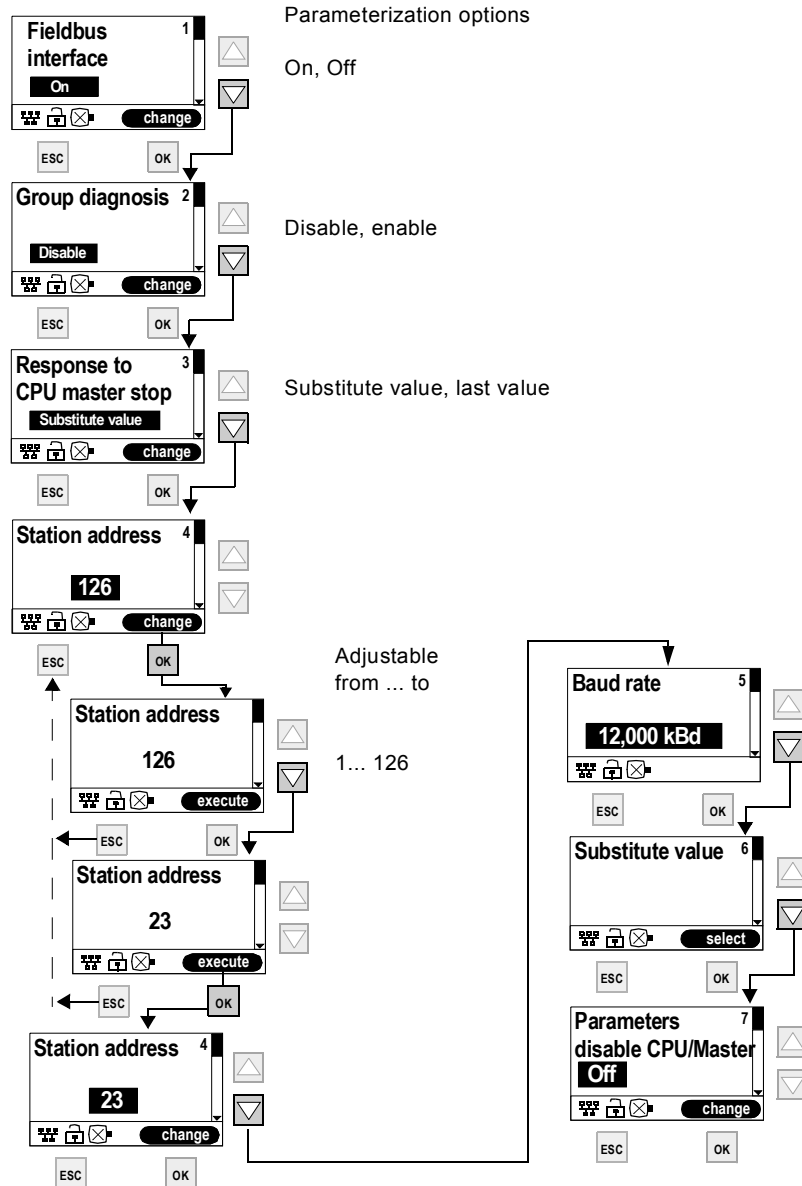 Parameterization options
Fieldbus 1
interface
On
change
On, Off
ESC OK
Group diagnosis 2
Disable
change
Disable, enable
ESC OK
Response to 3
CPU master stop
Substitute value
change
Substitute value, last value
ESC OK
Station address 4
126
change
ESC OK
Adjustable
from ... to
Station address
126
execute
1... 126
ESC OK
Station address
23
execute
ESC OK
Station address 4
23
change
ESC OK
Baud rate 5
12,000 kBd
ESC OK
Substitute value 6
select
ESC OK
Parameters 7
disable CPU/Master
Off
change
ESC OK